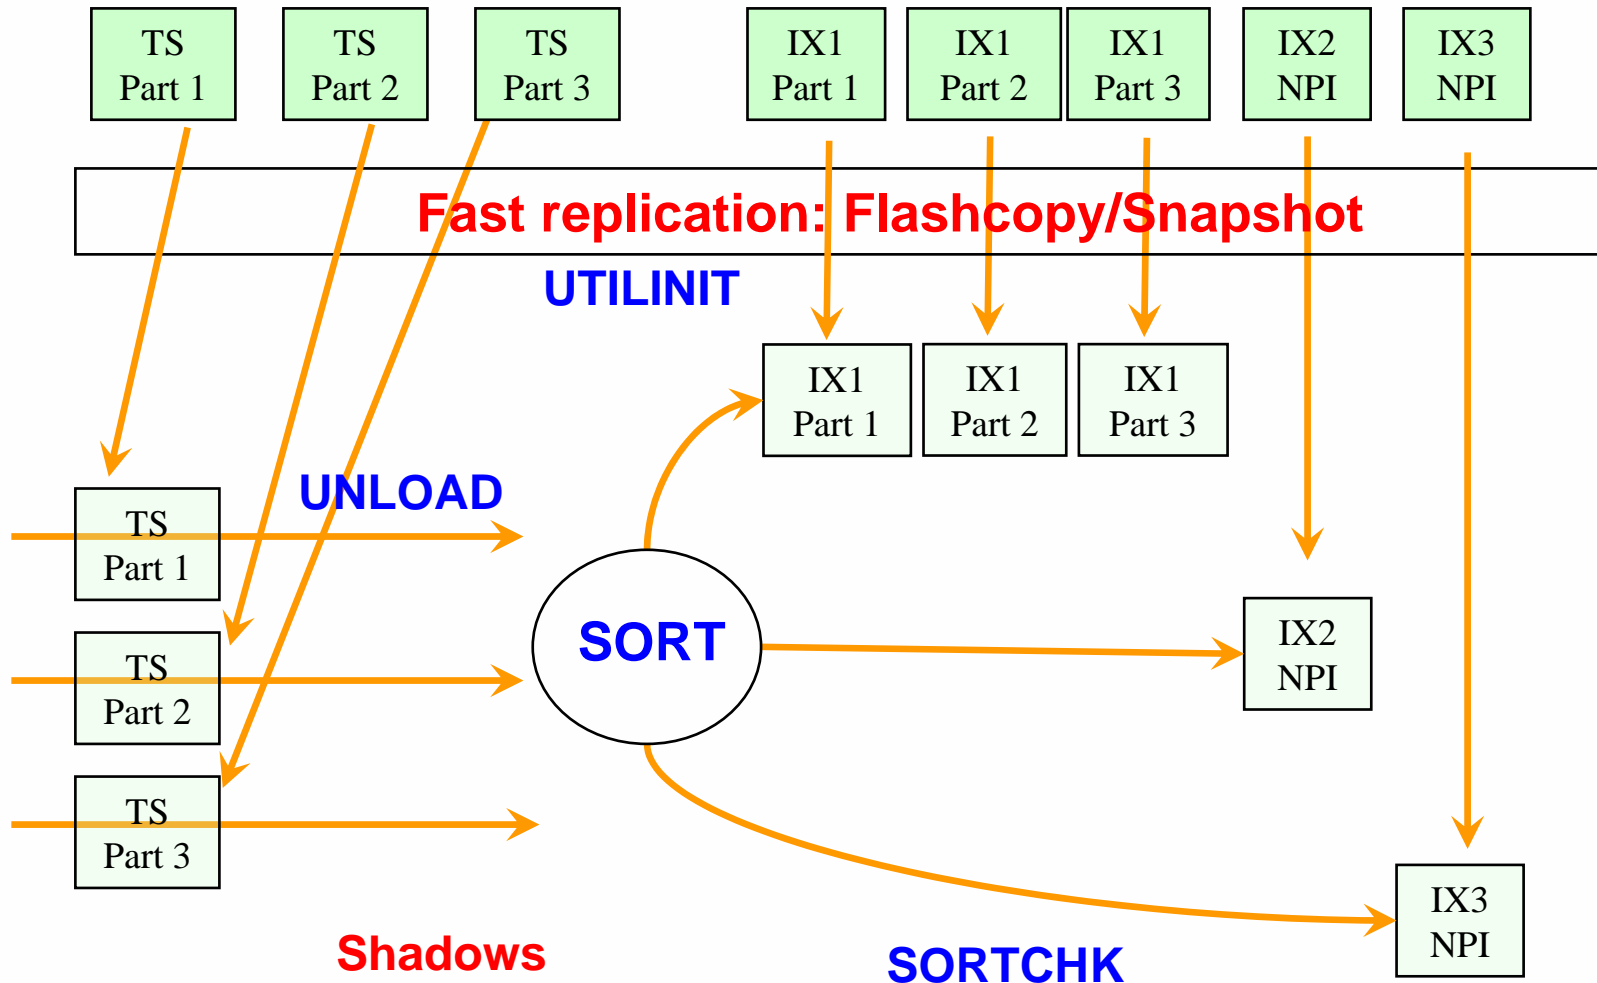 TS
Part 1
TS
Part 2
TS
Part 3
IX1
Part 1
IX1
Part 2
IX1
Part 3
IX2
NPI
IX3
NPI
Fast replication: Flashcopy/Snapshot
UTILINIT
IX1
Part 1
IX1
Part 2
IX1
Part 3
UNLOAD
TS
Part 1
TS
Part 2
TS
Part 3
SORT
IX2
NPI
IX3
NPI
Shadows
SORTCHK